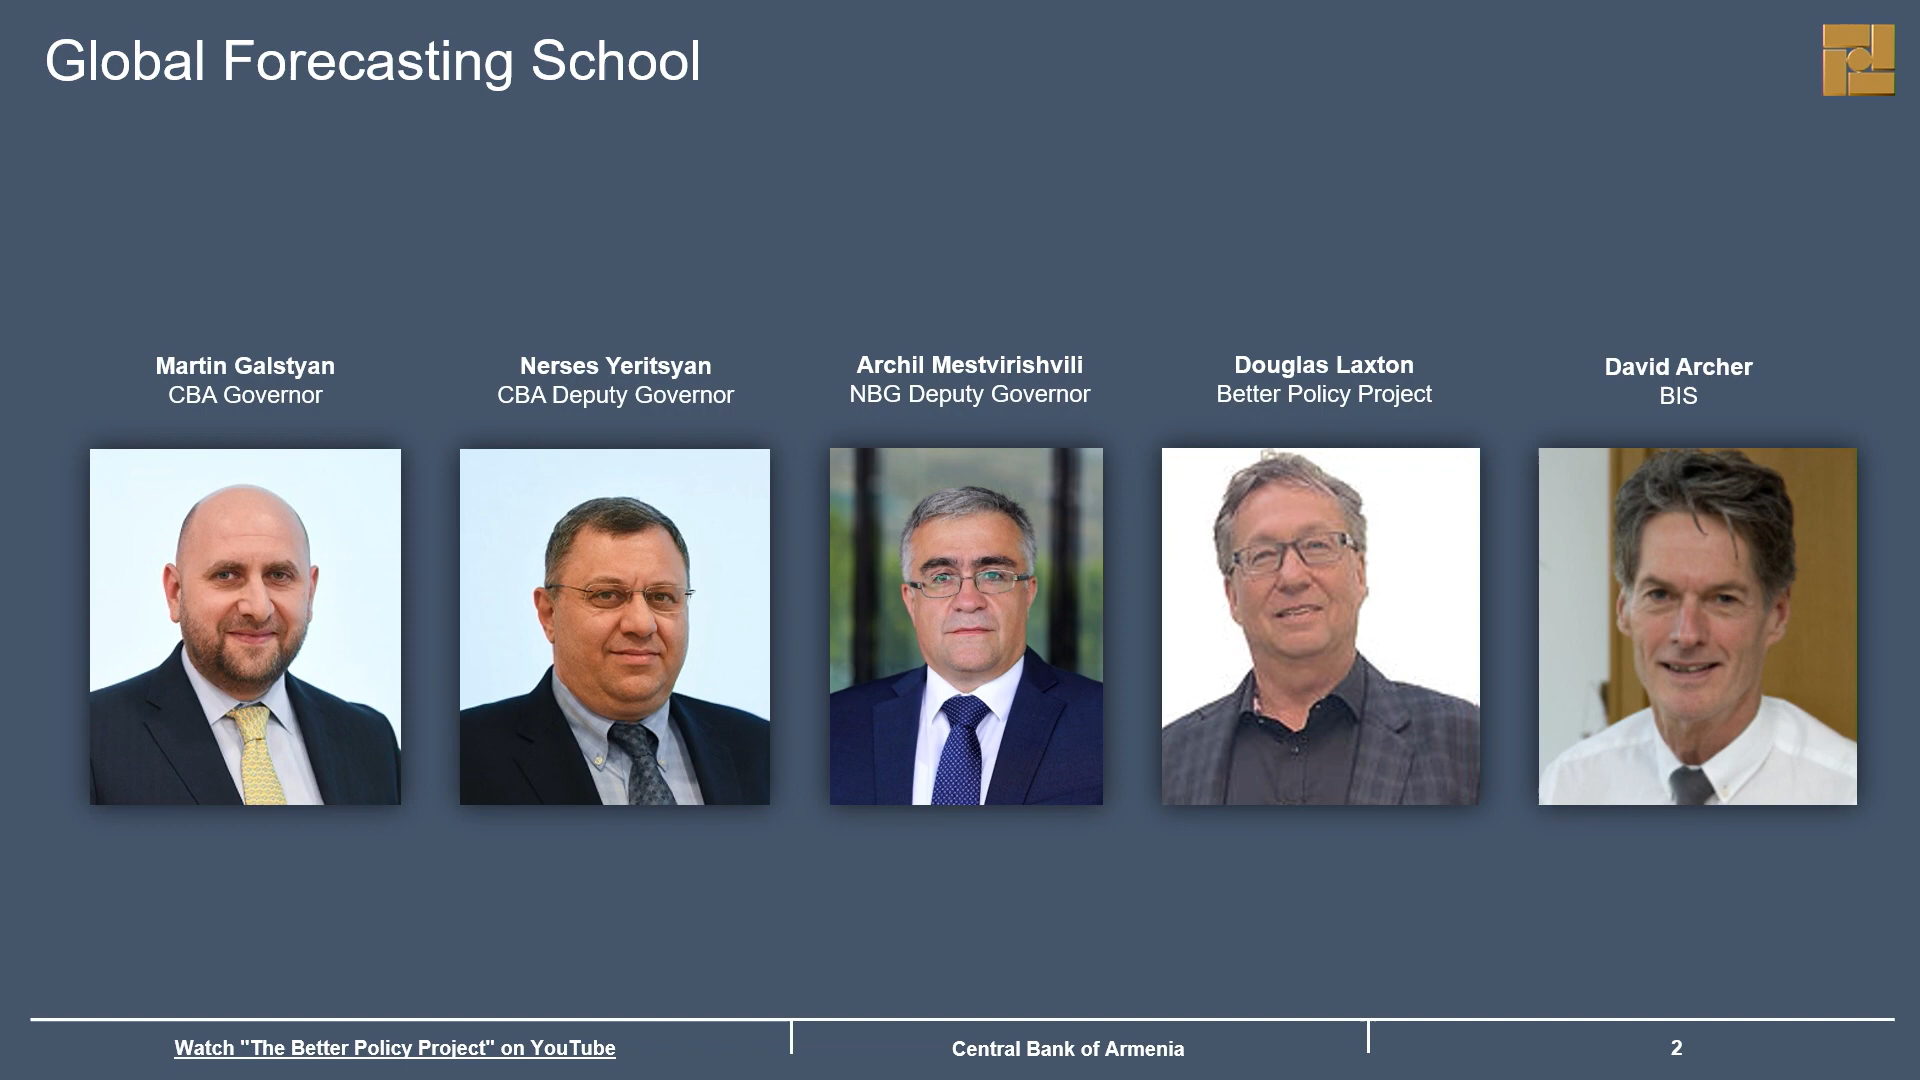 Global Forecasting School
Martin Galstyan
CBA Governor
Nerses Yeritsyan
CBA Deputy Governor
Archil Mestvirishvili
NBG Deputy Governor
Douglas Laxton
Better Policy Project
David Archer
BIS
Watch "The Better Policy Project" on YouTube
Central Bank of Armenia
2